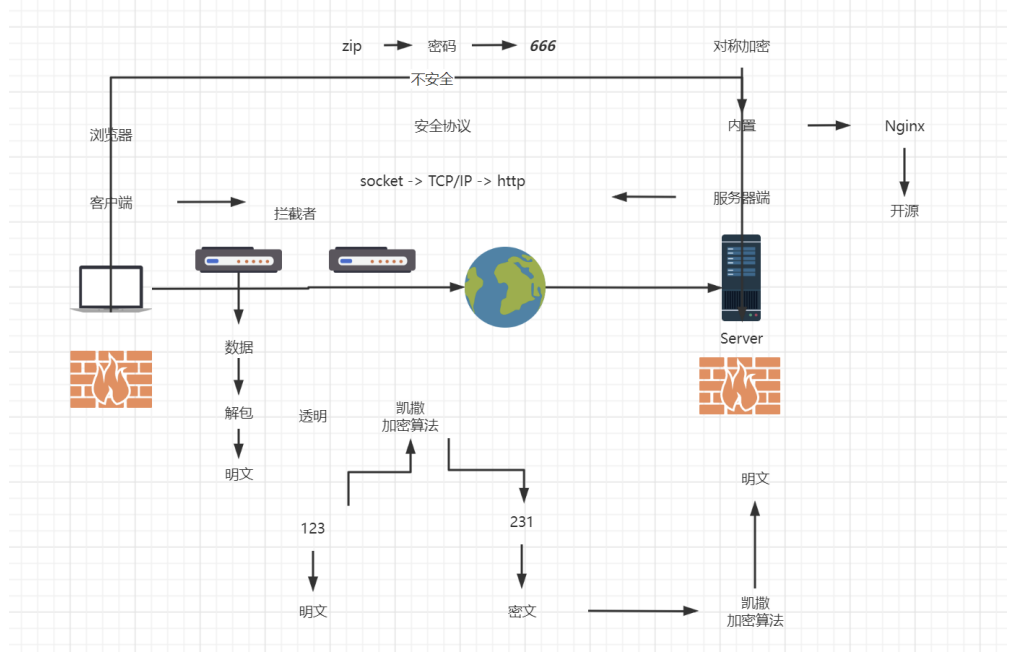 zip
密码
666
对称加密
不安全
浏览器
安全协议
内置
Nginx
socket -> TCP/IP -> http
客户端
拦截者
服务器端
开源
Server
数据
解包
透明
凯撒
加密算法
明文
明文
123
231
明文
密文
凯撒
加密算法